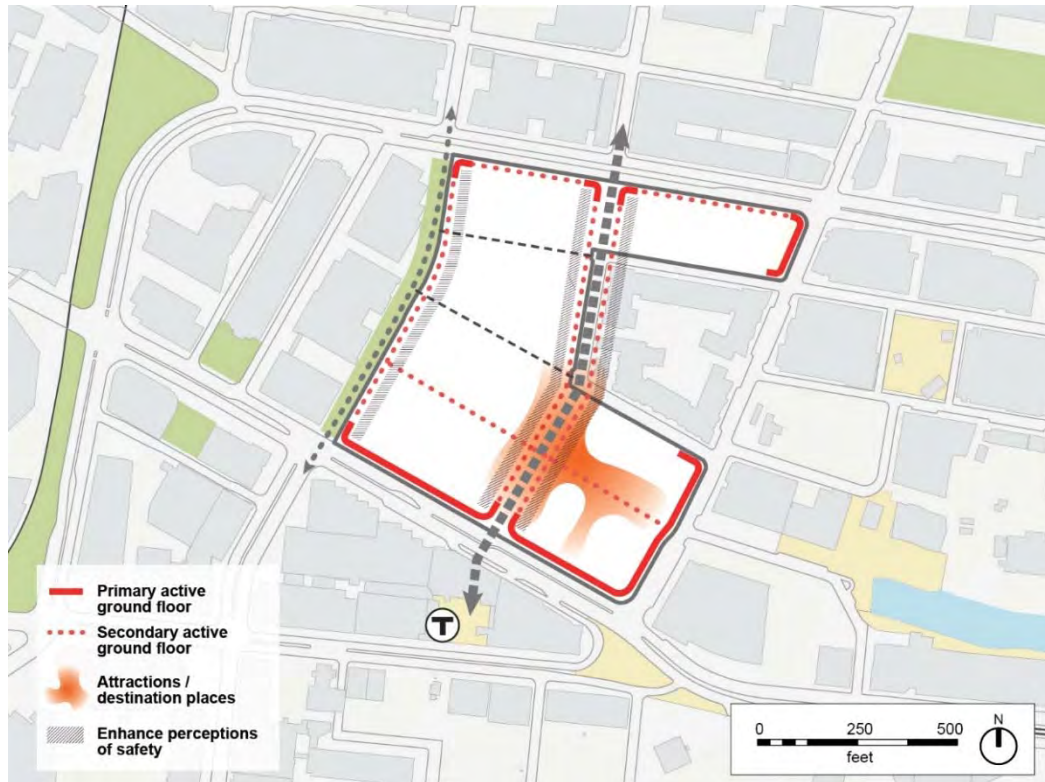 T
Primary active
ground floor
Secondary active
ground floor
Attractions /
destination places
Enhance perceptions
of safety
0 250 500
feet
N